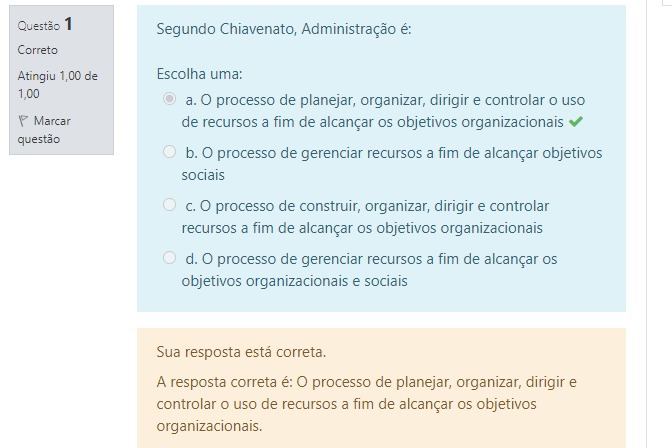 Questão 1
Correto
Atingiu 1,00 de
1,00
Marcar
questão
Segundo Chiavenato, Administração é:
Escolha uma:
a. O processo de planejar, organizar, dirigir e controlar o uso
de recursos a fim de alcançar os objetivos organizacionais
b. O processo de gerenciar recursos a fim de alcançar objetivos
sociais
c. O processo de construir, organizar, dirigir e controlar
recursos a fim de alcançar os objetivos organizacionais
d. O processo de gerenciar recursos a fim de alcançar os
objetivos organizacionais e sociais
Sua resposta está correta.
A resposta correta é: O processo de planejar, organizar, dirigir e
controlar o uso de recursos a fim de alcançar os objetivos
organizacionais.